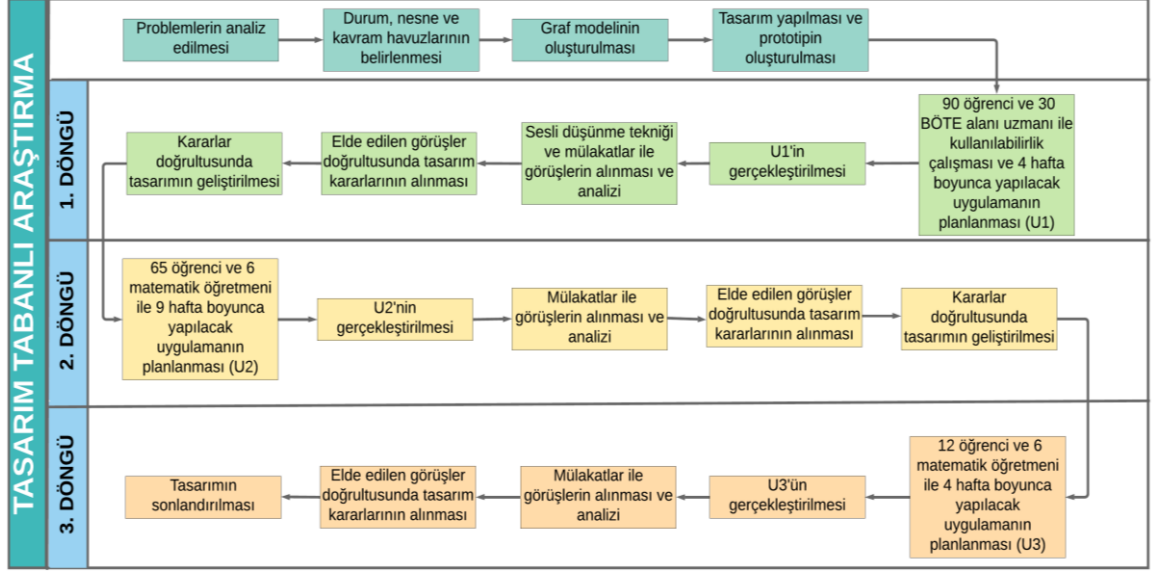 TASARIM TABANLI ARAŞTIRMA
Problemlerin analiz
edilmesi
Durum, nesne ve
kavram havuzlarının
belirlenmesi
Graf modelinin
oluşturulması
Tasarım yapılması ve
prototipin
oluşturulması
1. DÖNGÜ
90 öğrenci ve 30
BÖTE alanı uzmanı ile
kullanılabilirlik
çalışması ve 4 hafta
boyunca yapılacak
uygulamanın
planlanması (U1)
U1'in
gerçekleştirilmesi
Sesli düşünme tekniği
ve mülakatlar ile
görüşlerin alınması ve
analizi
Elde edilen görüşler
doğrultusunda tasarım
kararlarının alınması
Kararlar
doğrultusunda
tasarımın geliştirilmesi
2. DÖNGÜ
65 öğrenci ve 6
matematik öğretmeni
ile 9 hafta boyunca
yapılacak
uygulamanın
planlanması (U2)
U2'nin
gerçekleştirilmesi
Mülakatlar ile
görüşlerin alınması ve
analizi
Elde edilen görüşler
doğrultusunda tasarım
kararlarının alınması
Kararlar
doğrultusunda
tasarımın geliştirilmesi
3. DÖNGÜ
12 öğrenci ve 6
matematik öğretmeni
ile 4 hafta boyunca
yapılacak
uygulamanın
planlanması (U3)
U3'ün
gerçekleştirilmesi
Mülakatlar ile
görüşlerin alınması ve
analizi
Elde edilen görüşler
doğrultusunda tasarım
kararlarının alınması
Tasarımın
sonlandırılması